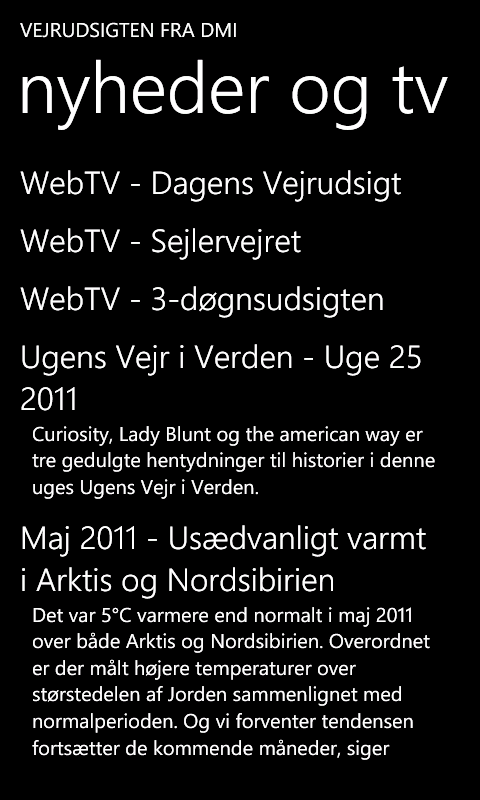 VEJRUDSIGTEN FRA DMI
nyheder og tv
WebTV - Dagens Vejrudsigt
WebTV - Sejlervejret
WebTV - 3-døgnsudsigten
Ugens Vejr i Verden - Uge 25
2011
Curiosity, Lady Blunt og the american way er
tre gedulgte hentydninger til historier i denne
uges Ugens Vejr i Verden.
Maj 2011 - Usædvanligt varmt
i Arktis og Nordsibirien
Det var 5°C varmere end normalt i maj 2011
over både Arktis og Nordsibirien. Overordnet
er der målt højere temperaturer over
størstedelen af Jorden sammenlignet med
normalperioden. Og vi forventer tendensen
fortsætter de kommende måneder, siger